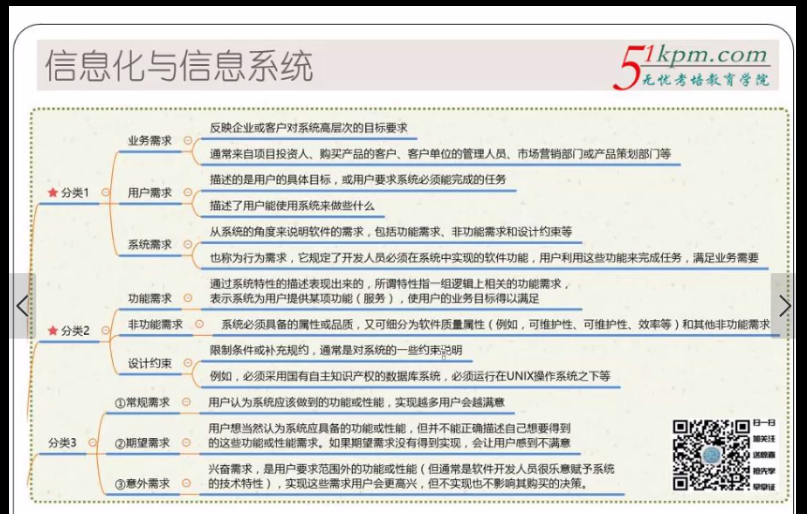 信息化与信息系统
51kpm.com
无忧考培教育学院
业务需求
反映企业或客户对系统高层次的目标要求
通常来自项目投资人、购买产品的客户、客户单位的管理人员、市场营销部门或产品策划部门等
分类1
用户需求
描述的是用户的具体目标，或用户要求系统必须能完成的任务
描述了用户能使用系统来做些什么
系统需求
从系统的角度来说明软件的需求，包括功能需求、非功能需求和设计约束等
也称为行为需求，它规定了开发人员必须在系统中实现的软件功能，用户利用这些功能来完成任务，满足业务需要
功能需求
通过系统特性的描述表现出来的，所谓特性指一组逻辑上相关的功能需求，
表示系统为用户提供某项功能（服务），使用户的业务目标得以满足
分类2
非功能需求
系统必须具备的属性或品质，又可细分为软件质量属性（例如，可维护性、可维护性、效率等）和其他非功能需求
设计约束
限制条件或补充规约，通常是对系统的一些约束说明
例如，必须采用国有自主知识产权的数据库系统，必须运行在UNIX操作系统之下等
①常规需求
用户认为系统应该做到的功能或性能，实现越多用户会越满意
分类3
②期望需求
用户想当然认为系统应具备的功能或性能，但并不能正确描述自己想要得到
的这些功能或性能需求。如果期望需求没有得到实现，会让用户感到不满意
③意外需求
兴奋需求，是用户要求范围外的功能或性能（但通常是软件开发人员很乐意赋予系统
的技术特性），实现这些需求用户会更高兴，但不实现也不影响其购买的决策。
扫一扫
加关注
送惊喜
抢先学
早拿证